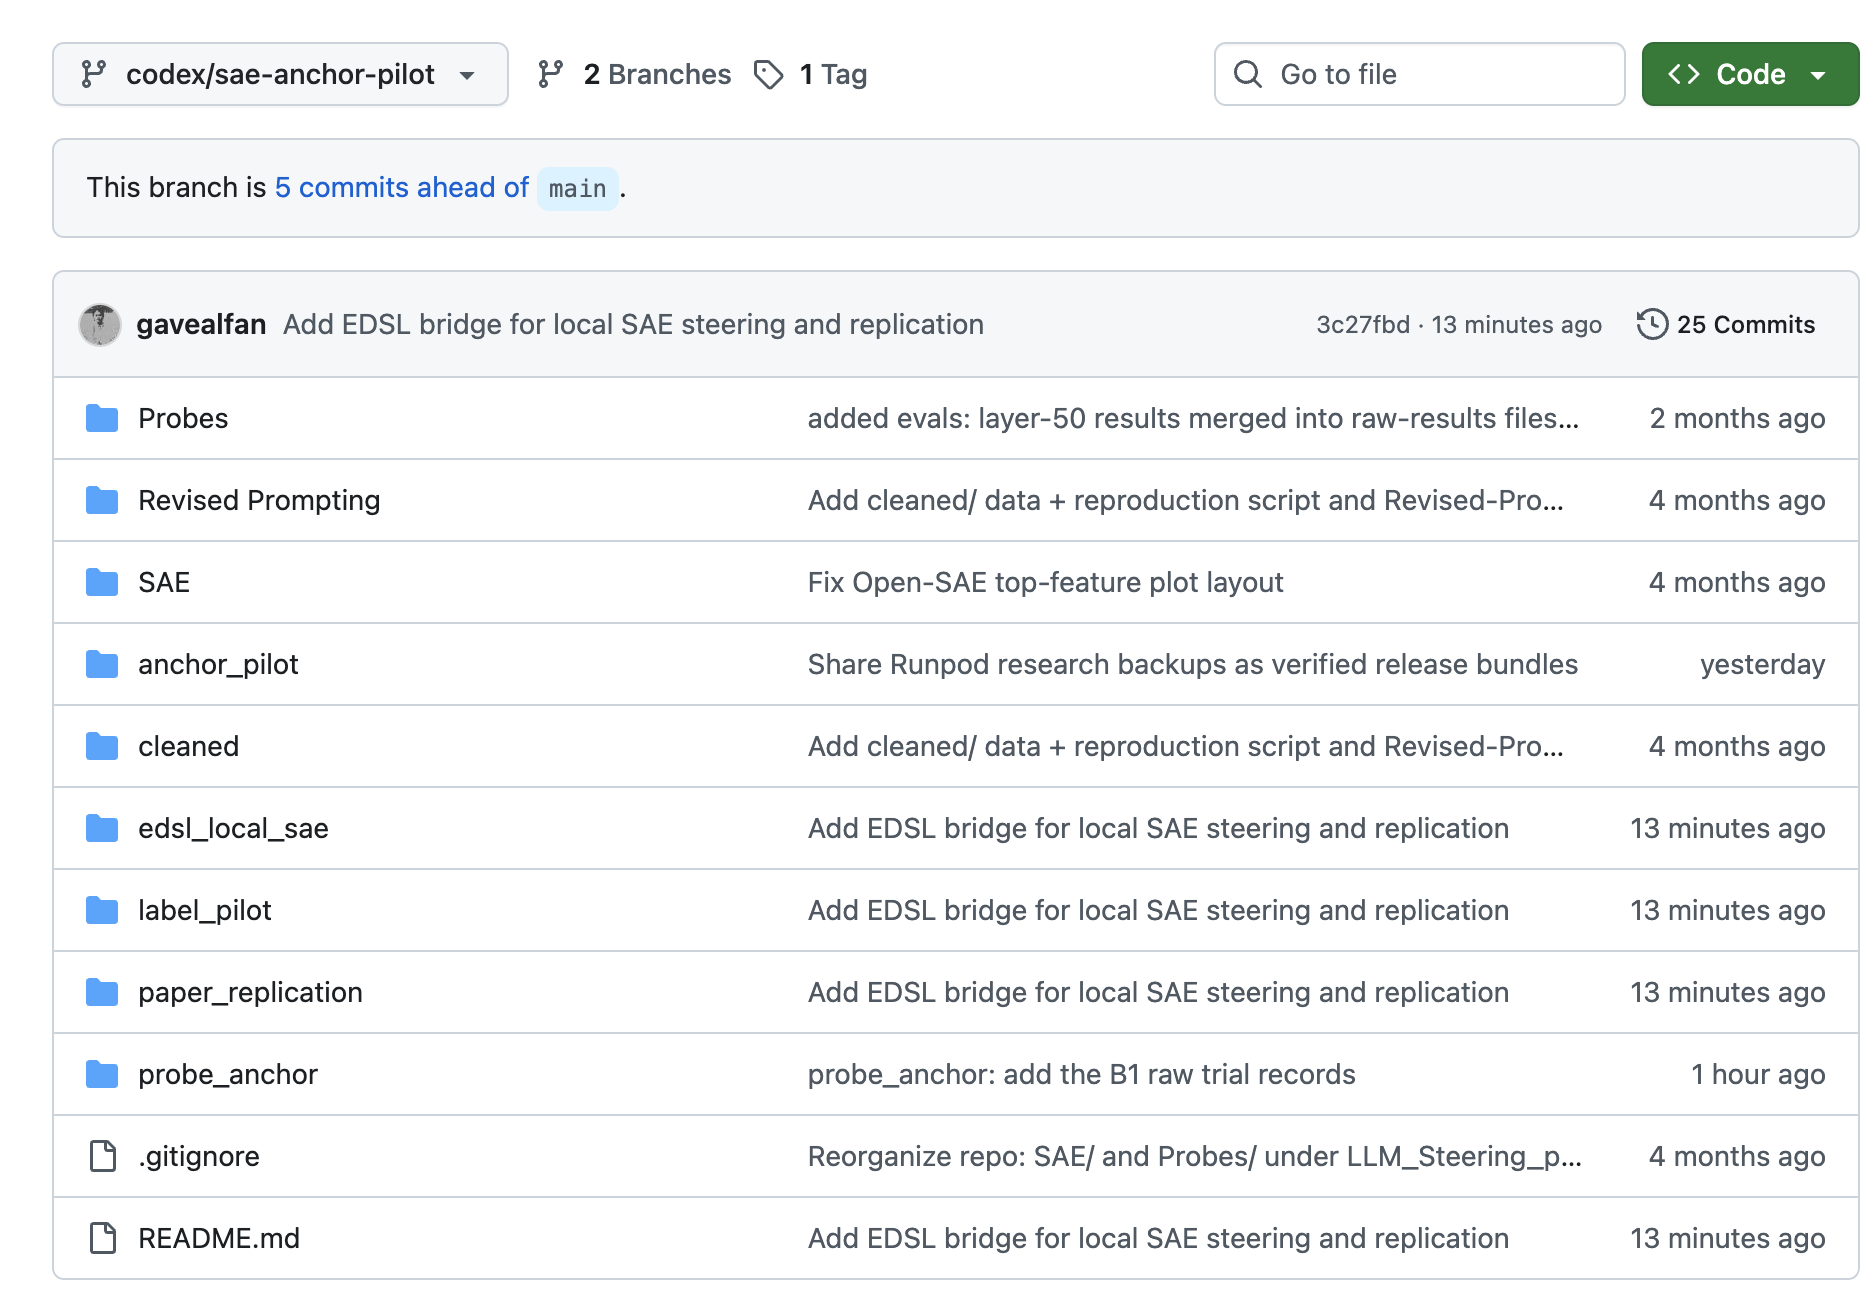 codex/sae-anchor-pilot 2 Branches 1 Tag Go to file Code
This branch is 5 commits ahead of main .
gavealfan Add EDSL bridge for local SAE steering and replication 3c27fbd · 13 minutes ago 25 Commits
Probes added evals: layer-50 results merged into raw-results files... 2 months ago
Revised Prompting Add cleaned/ data + reproduction script and Revised-Pro... 4 months ago
SAE Fix Open-SAE top-feature plot layout 4 months ago
anchor_pilot Share Runpod research backups as verified release bundles yesterday
cleaned Add cleaned/ data + reproduction script and Revised-Pro... 4 months ago
edsl_local_sae Add EDSL bridge for local SAE steering and replication 13 minutes ago
label_pilot Add EDSL bridge for local SAE steering and replication 13 minutes ago
paper_replication Add EDSL bridge for local SAE steering and replication 13 minutes ago
probe_anchor probe_anchor: add the B1 raw trial records 1 hour ago
.gitignore Reorganize repo: SAE/ and Probes/ under LLM_Steering_p... 4 months ago
README.md Add EDSL bridge for local SAE steering and replication 13 minutes ago